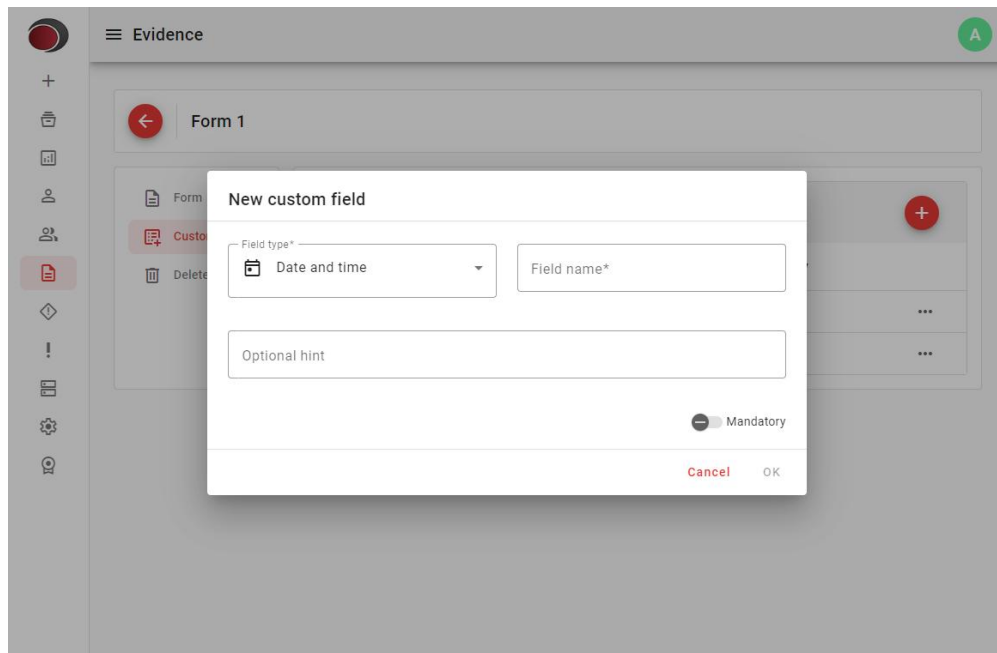 Evidence
A
Form 1
Form
New custom field
Custo
Field type*
Date and time
Field name*
Delete
Optional hint
Mandatory
Cancel OK